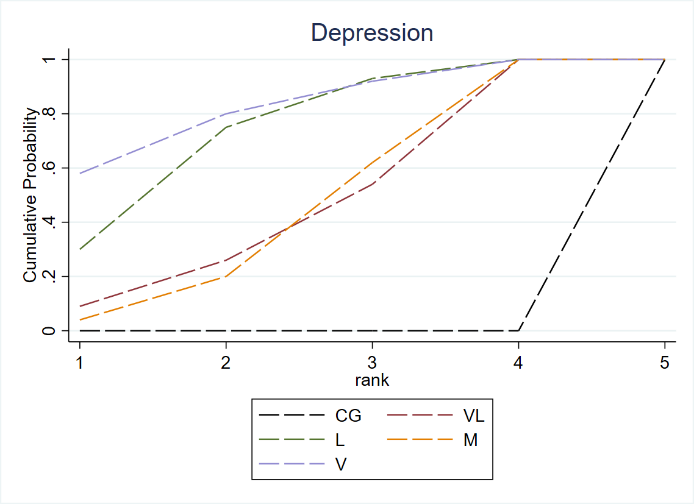 Depression
Cumulative Probability
1
.8
.6
.4
.2
0
1 2 3 4 5
rank
CG VL
L M
V